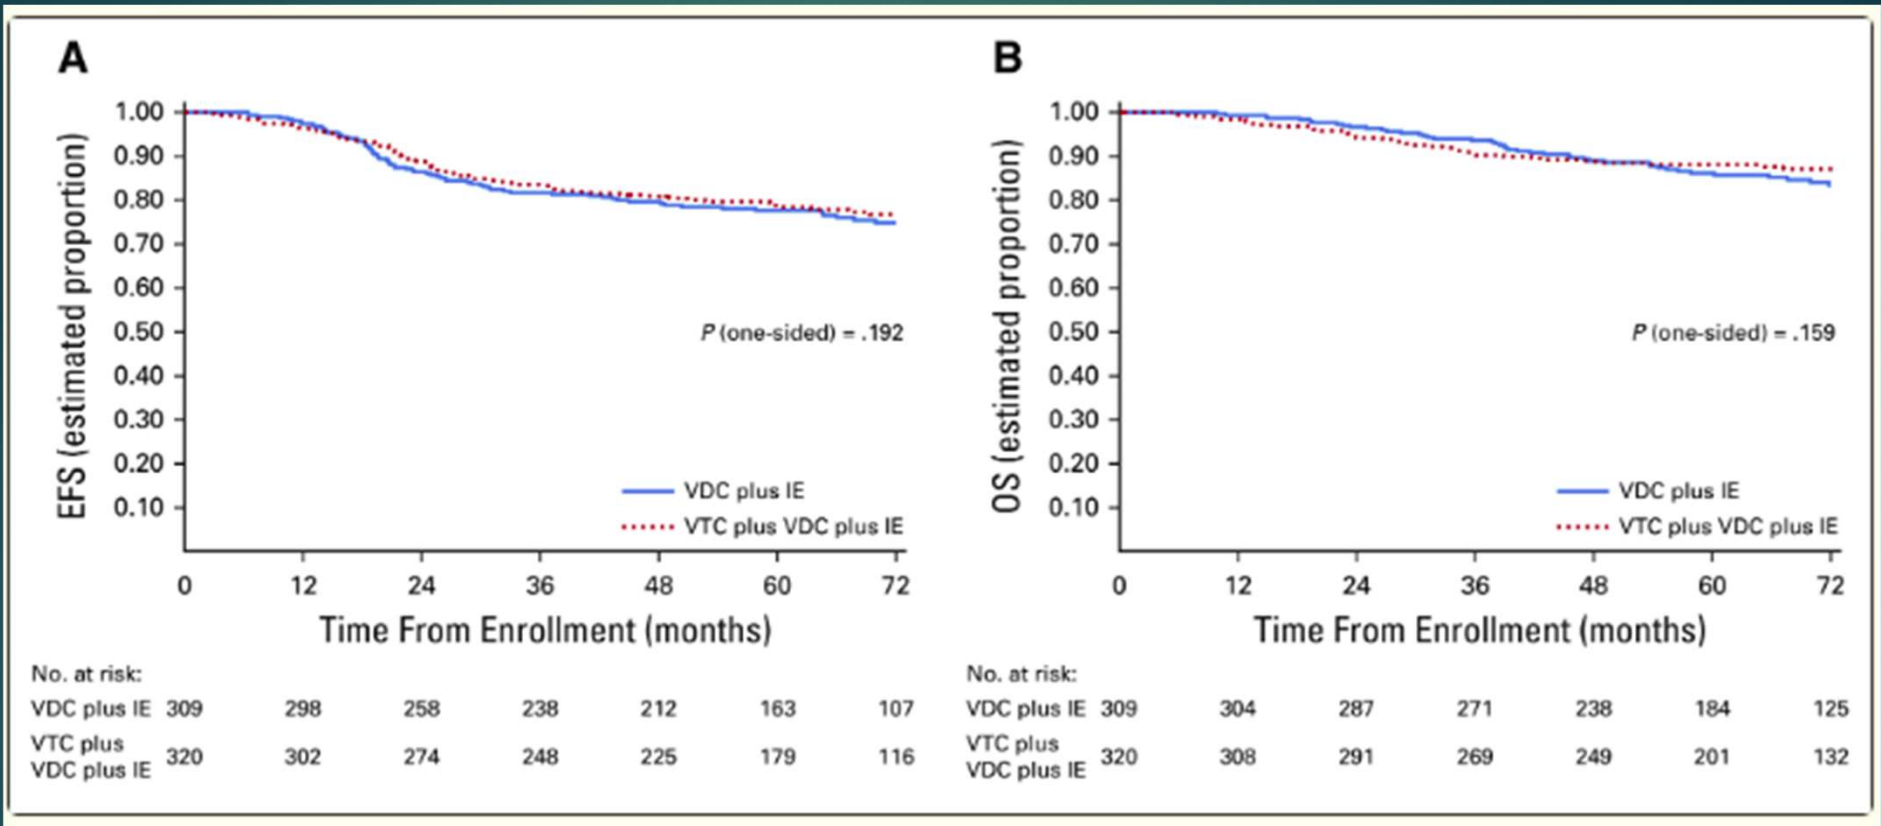 A
EFS (estimated proportion)
1.00
0.90
0.80
0.70
0.60
0.50
0.40
0.30
0.20
0.10
P (one-sided) = .192
VDC plus IE
VTC plus VDC plus IE
0 12 24 36 48 60 72
Time From Enrollment (months)
No. at risk:
VDC plus IE 309 298 258 238 212 163 107
VTC plus
VDC plus IE 320 302 274 248 225 179 116
B
OS (estimated proportion)
1.00
0.90
0.80
0.70
0.60
0.50
0.40
0.30
0.20
0.10
P (one-sided) = .159
VDC plus IE
VTC plus VDC plus IE
0 12 24 36 48 60 72
Time From Enrollment (months)
No. at risk:
VDC plus IE 309 304 287 271 238 184 125
VTC plus
VDC plus IE 320 308 291 269 249 201 132